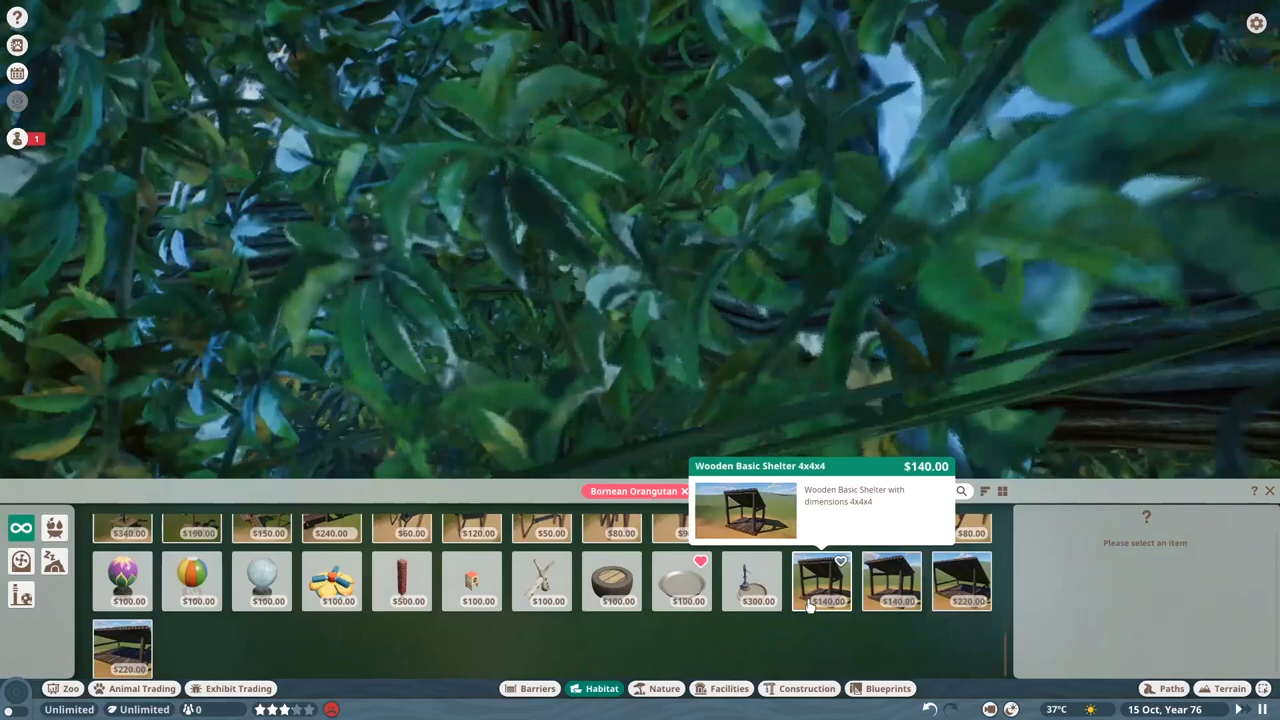 ?
1
Wooden Basic Shelter 4x4x4 $140.00
Wooden Basic Shelter with
dimensions 4x4x4
Bornean Orangutan ×
? ×
?
Please select an item
$340.00 $190.00 $150.00 $240.00 $60.00 $120.00 $50.00 $80.00 $80.00
$100.00 $100.00 $100.00 $100.00 $500.00 $100.00 $100.00 $100.00 $100.00 $300.00 $140.00 $140.00 $220.00
$220.00
Zoo Animal Trading Exhibit Trading Barriers Habitat Nature Facilities Construction Blueprints Paths Terrain
Unlimited Unlimited 0 37°C 15 Oct, Year 76